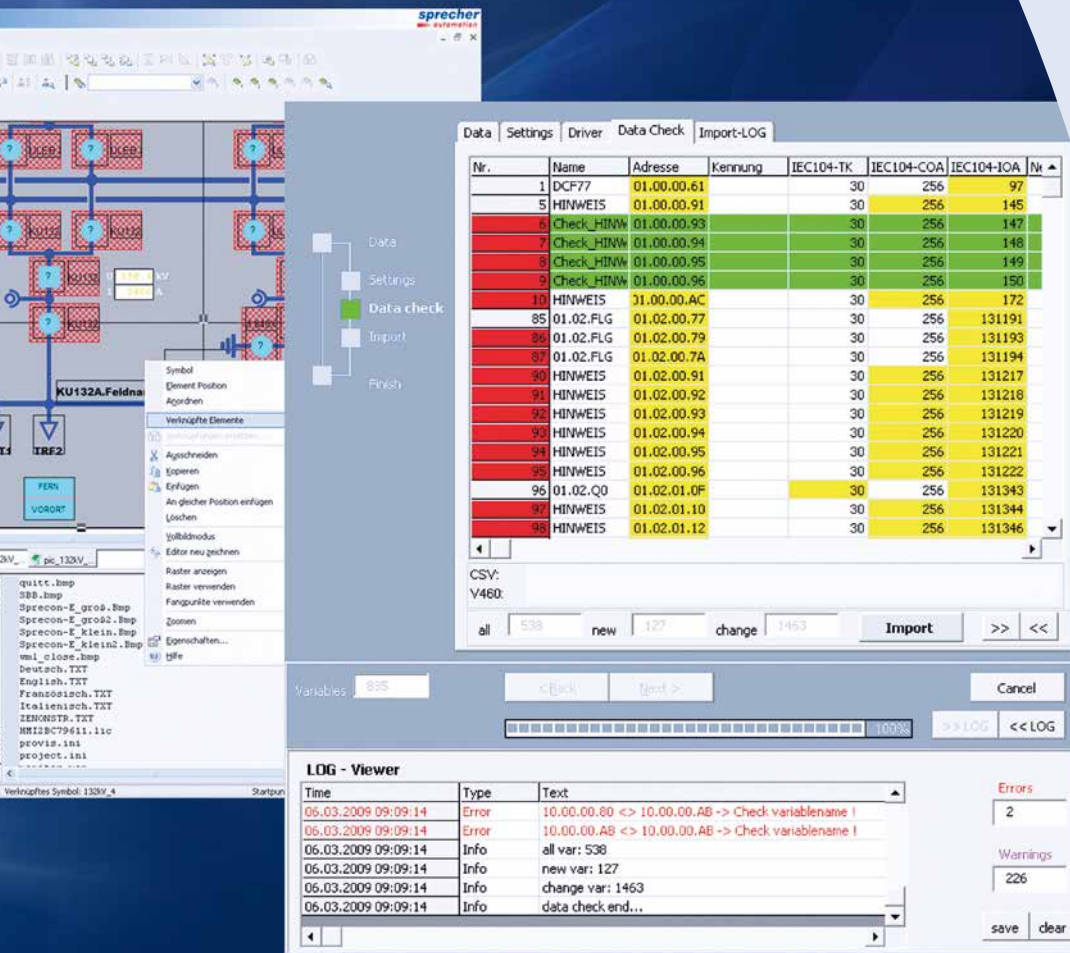 sprecher
automation
KU132
KU132
KU132
KU132
KU132A.Feldna
TRF2
FERN
VORORT
Symbol
Element Position
Anordnen
Verknüpfte Elemente
Ausschneiden
Kopieren
Einfügen
An gleicher Position einfügen
Löschen
Vollbildmodus
Editor neu zeichnen
Raster anzeigen
Raster verwenden
Fangpunkte verwenden
Zoomen
Eigenschaften...
Hilfe
pic_132kV_
quitt.bmp
SBB.bmp
Sprecon-E_groß.Bmp
Sprecon-E_groß2.Bmp
Sprecon-E_klein.Bmp
Sprecon-E_klein2.Bmp
vmi_close.bmp
Deutsch.TXT
English.TXT
Französisch.TXT
Italienisch.TXT
ZENONSTR.TXT
HMI2BC79611.lic
provis.ini
project.ini
Verknüpftes Symbol: 132kV_4 Startpun
Data
Settings
Data check
Import
Finish
Data Settings Driver Data Check Import-LOG
Nr. Name Adresse Kennung IEC104-TK IEC104-COA IEC104-IOA
1 DCF77 01.00.00.61 30 256 97
5 HINWEIS 01.00.00.91 30 256 145
6 Check_HINW 01.00.00.93 30 256 147
7 Check_HINW 01.00.00.94 30 256 148
8 Check_HINW 01.00.00.95 30 256 149
9 Check_HINW 01.00.00.96 30 256 150
10 HINWEIS 01.00.00.AC 30 256 172
85 01.02.FLG 01.02.00.77 30 256 131191
86 01.02.FLG 01.02.00.79 30 256 131193
87 01.02.FLG 01.02.00.7A 30 256 131194
90 HINWEIS 01.02.00.91 30 256 131217
91 HINWEIS 01.02.00.92 30 256 131218
92 HINWEIS 01.02.00.93 30 256 131219
93 HINWEIS 01.02.00.94 30 256 131220
94 HINWEIS 01.02.00.95 30 256 131221
95 HINWEIS 01.02.00.96 30 256 131222
96 01.02.Q0 01.02.01.0F 30 256 131343
97 HINWEIS 01.02.01.10 30 256 131344
98 HINWEIS 01.02.01.12 30 256 131346
CSV:
V460:
all 538 new 127 change 1463 Import >> <<
Variables 835 < Back Next > Cancel
100% >> LOG << LOG
LOG - Viewer
Time Type Text
06.03.2009 09:09:14 Error 10.00.00.80 <> 10.00.00.AB -> Check variablename !
06.03.2009 09:09:14 Error 10.00.00.AB <> 10.00.00.AB -> Check variablename !
06.03.2009 09:09:14 Info all var: 538
06.03.2009 09:09:14 Info new var: 127
06.03.2009 09:09:14 Info change var: 1463
06.03.2009 09:09:14 Info data check end...
Errors
2
Warnings
226
save clear